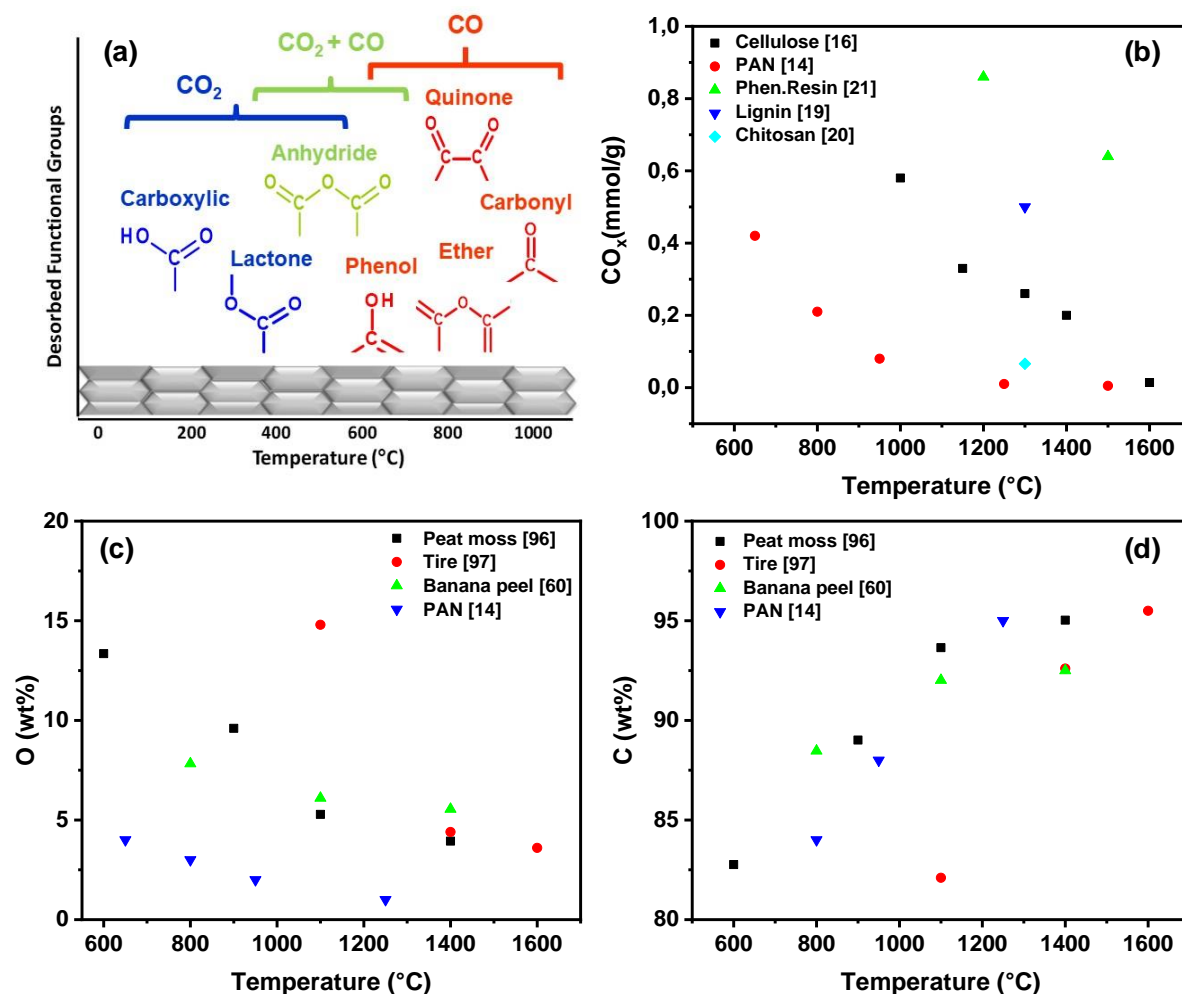 (a)
CO2
CO2 + CO
CO
Quinone
O
O
C
C
Anhydride
O
O
O
C
C
Carboxylic
HO
O
C
Lactone
O
O
C
Phenol
OH
C
Ether
O
C
C
Carbonyl
O
C
Desorbed Functional Groups
0
200
400
600
800
1000
Temperature (°C)
(b)
Cellulose [16]
PAN [14]
Phen.Resin [21]
Lignin [19]
Chitosan [20]
1,0
0.8
0.6
0,4
0,2
0,0
COx(mmol/g)
600
800
1000
1200
1400
1600
Temperature (°C)
(c)
Peat moss [96]
Tire [97]
Banana peel [60]
PAN [14]
20
15
10
5
0
O (wt%)
600
800
1000
1200
1400
1600
Temperature (°C)
(d)
Peat moss [96]
Tire [97]
Banana peel [60]
PAN [14]
100
95
90
85
80
C (wt%)
600
800
1000
1200
1400
1600
Temperature (°C)